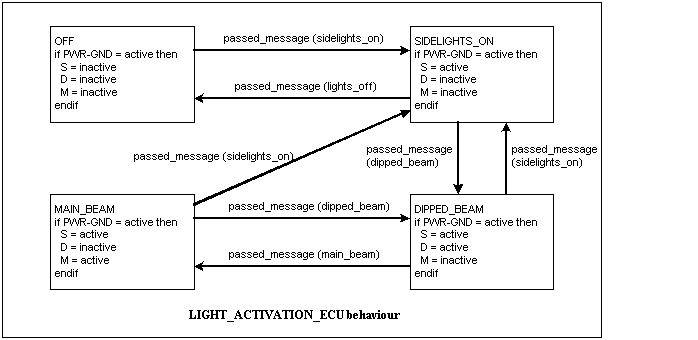 OFF
if PWR-GND = active then
S = inactive
D = inactive
M = inactive
endif
passed_message (sidelights_on)
passed_message (lights_off)
SIDELIGHTS_ON
if PWR-GND = active then
S = active
D = inactive
M = inactive
endif
passed_message (sidelights_on)
passed_message
(dipped_beam)
passed_message
(sidelights_on)
MAIN_BEAM
if PWR-GND = active then
S = active
D = inactive
M = active
endif
passed_message (dipped_beam)
passed_message (main_beam)
DIPPED_BEAM
if PWR-GND = active then
S = active
D = active
M = inactive
endif
LIGHT_ACTIVATION_ECU behaviour